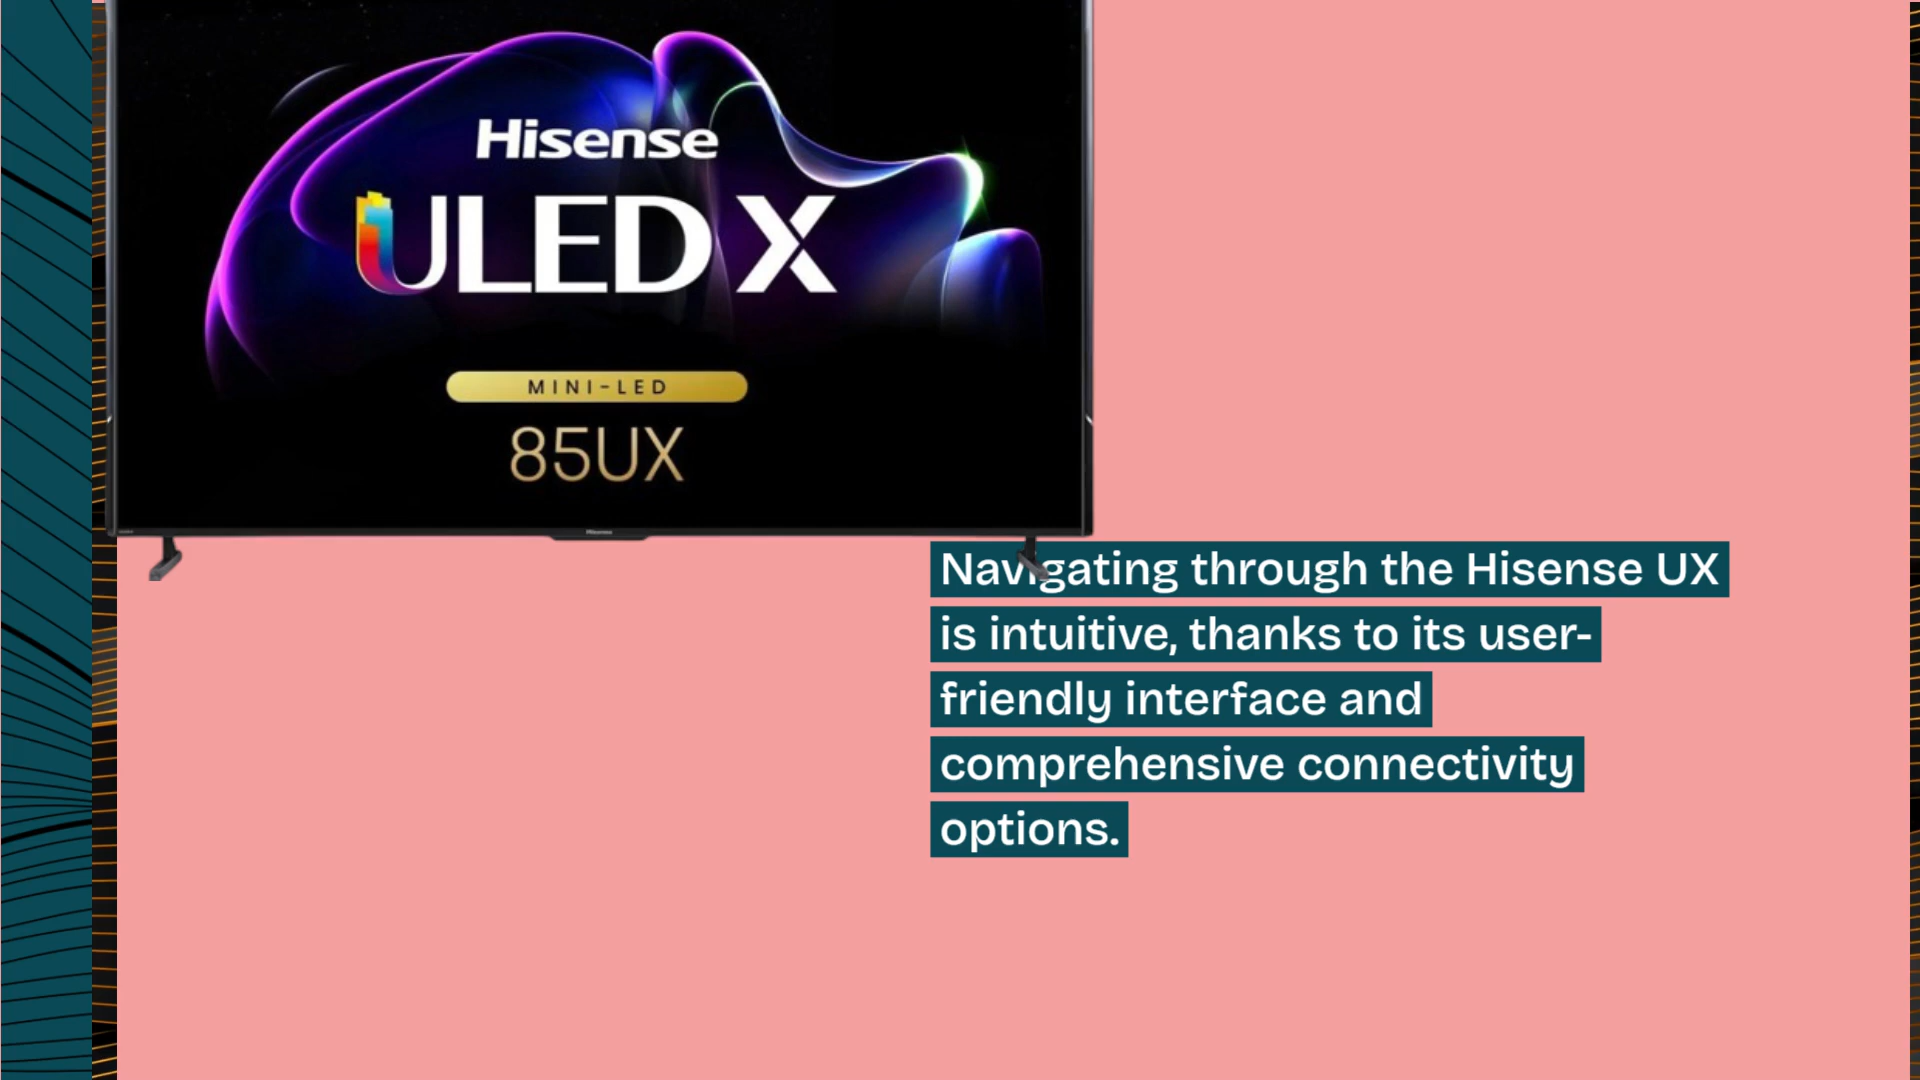 Hisense
ULED X
MINI-LED
85UX
Hisense
Navigating through the Hisense UX
is intuitive, thanks to its user-
friendly interface and
comprehensive connectivity
options.